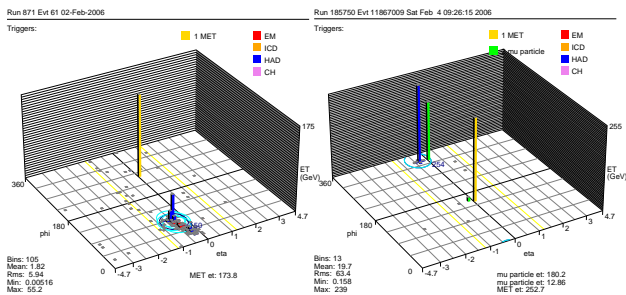 Run 871 Evt 61 02-Feb-2006
Triggers:
1 MET
EM
ICD
HAD
CH
175
ET
(GeV)
360
180
phi
0
-4.7
-3
-2
-1
0
1
2
3
4.7
eta
Bins: 105
Mean: 1.82
Rms: 5.94
Min: 0.00516
Max: 55.2
MET et: 173.8
Run 185750 Evt 11867009 Sat Feb 4 09:26:15 2006
Triggers:
1 MET
mu particle
EM
ICD
HAD
CH
254
255
ET
(GeV)
360
180
phi
0
-4.7
-3
-2
-1
0
1
2
3
4.7
eta
Bins: 13
Mean: 19.7
Rms: 63.4
Min: 0.158
Max: 239
mu particle et: 180.2
mu particle et: 12.86
MET et: 252.7